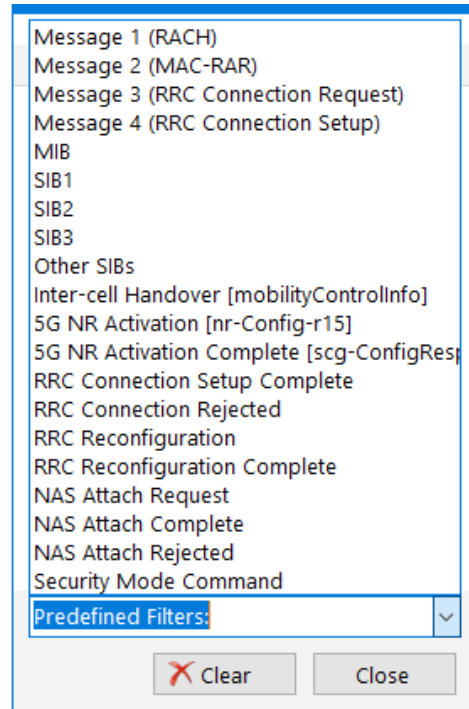 Message 1 (RACH)
Message 2 (MAC-RAR)
Message 3 (RRC Connection Request)
Message 4 (RRC Connection Setup)
MIB
SIB1
SIB2
SIB3
Other SIBs
Inter-cell Handover [mobilityControlInfo]
5G NR Activation [nr-Config-r15]
5G NR Activation Complete [scg-ConfigResp
RRC Connection Setup Complete
RRC Connection Rejected
RRC Reconfiguration
RRC Reconfiguration Complete
NAS Attach Request
NAS Attach Complete
NAS Attach Rejected
Security Mode Command
Predefined Filters:
Clear
Close